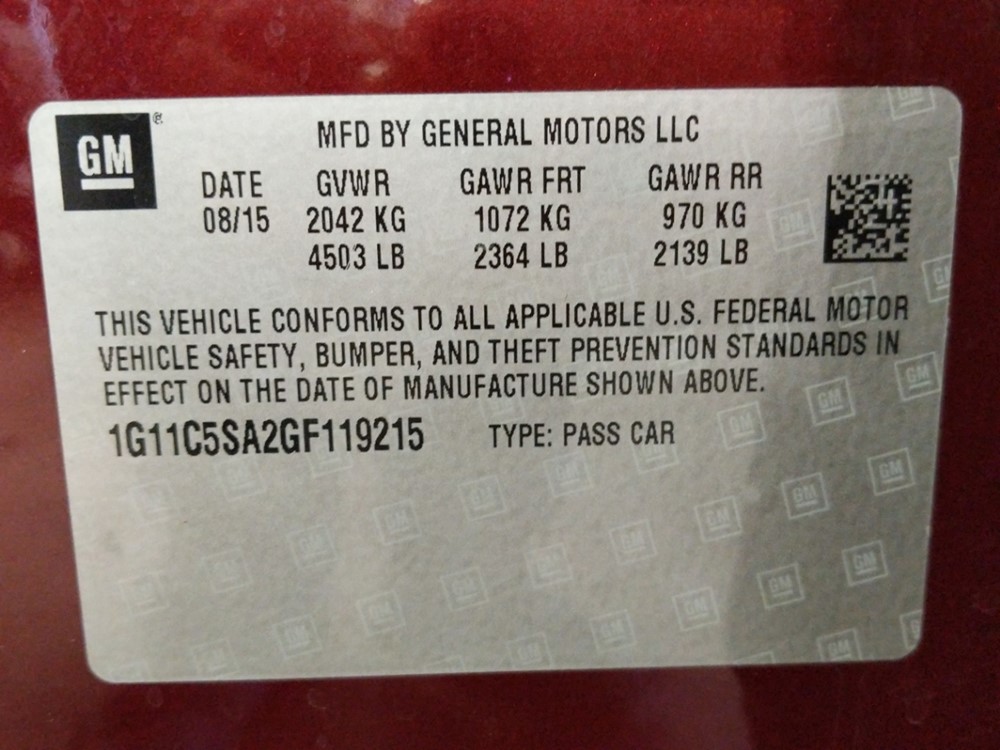 GM ®
MFD BY GENERAL MOTORS LLC
DATE GVWR GAWR FRT GAWR RR
08/15 2042 KG 1072 KG 970 KG
4503 LB 2364 LB 2139 LB
THIS VEHICLE CONFORMS TO ALL APPLICABLE U.S. FEDERAL MOTOR
VEHICLE SAFETY, BUMPER, AND THEFT PREVENTION STANDARDS IN
EFFECT ON THE DATE OF MANUFACTURE SHOWN ABOVE.
1G11C5SA2GF119215 TYPE: PASS CAR